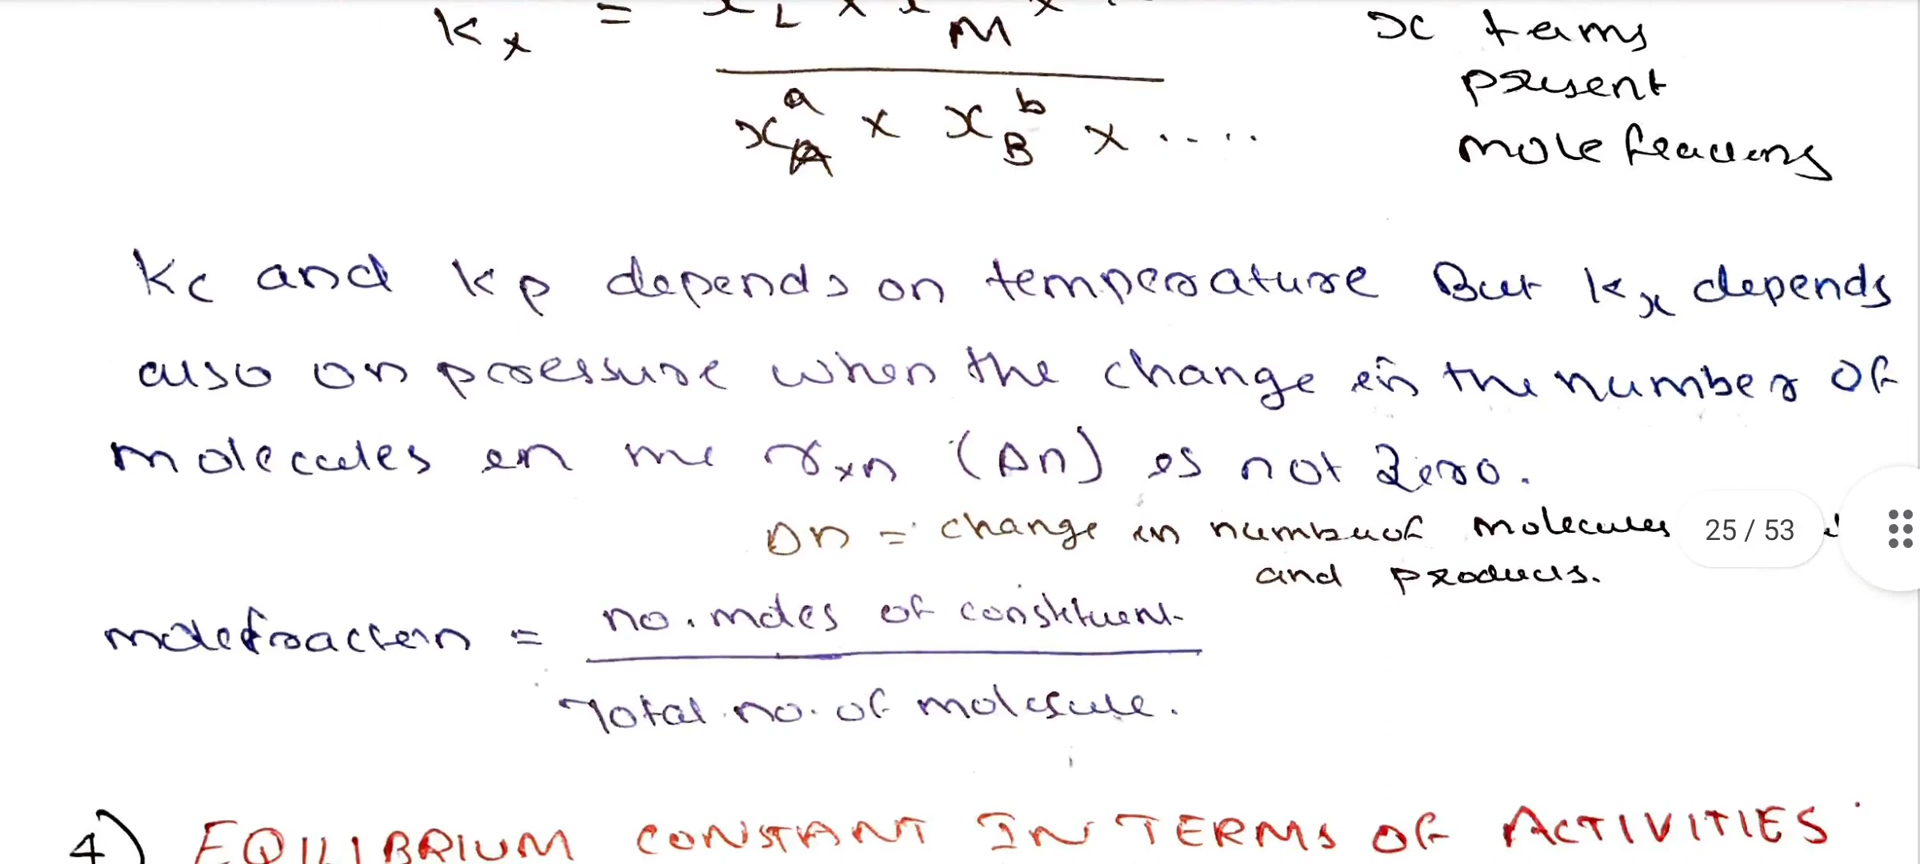 Kx = x L × x M ×
x A^a × x B^b × .....
x terms
present
mole fractions
Kc and Kp depends on temperature But Kx depends
also on pressure when the change in the number of
molecules in the rxn (Δn) is not zero.
Δn = change in number of molecules
and products.
25 / 53
molefraction = no. moles of constituent
Total no. of molecule.
4) EQUILIBRIUM CONSTANT IN TERMS OF ACTIVITIES